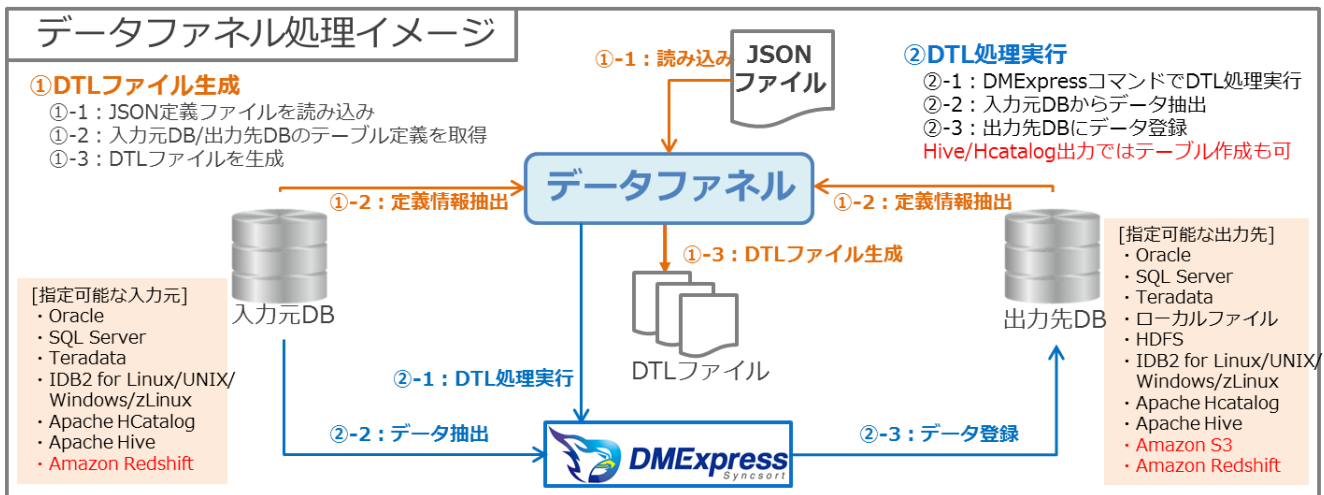 データファネル処理イメージ
①DTLファイル生成
①-1：JSON定義ファイルを読み込み
①-2：入力元DB/出力先DBのテーブル定義を取得
①-3：DTLファイルを生成
①-1：読み込み
JSON
ファイル
②DTL処理実行
②-1：DMExpressコマンドでDTL処理実行
②-2：入力元DBからデータ抽出
②-3：出力先DBにデータ登録
Hive/Hcatalog出力ではテーブル作成も可
データファネル
①-2：定義情報抽出
①-2：定義情報抽出
①-3：DTLファイル生成
入力元DB
[指定可能な入力元]
・Oracle
・SQL Server
・Teradata
・IDB2 for Linux/UNIX/
Windows/zLinux
・Apache HCatalog
・Apache Hive
・Amazon Redshift
DTLファイル
出力先DB
[指定可能な出力先]
・Oracle
・SQL Server
・Teradata
・ローカルファイル
・HDFS
・IDB2 for Linux/UNIX/
Windows/zLinux
・Apache Hcatalog
・Apache Hive
・Amazon S3
・Amazon Redshift
②-1：DTL処理実行
②-2：データ抽出
DMExpress
Syncsort
②-3：データ登録